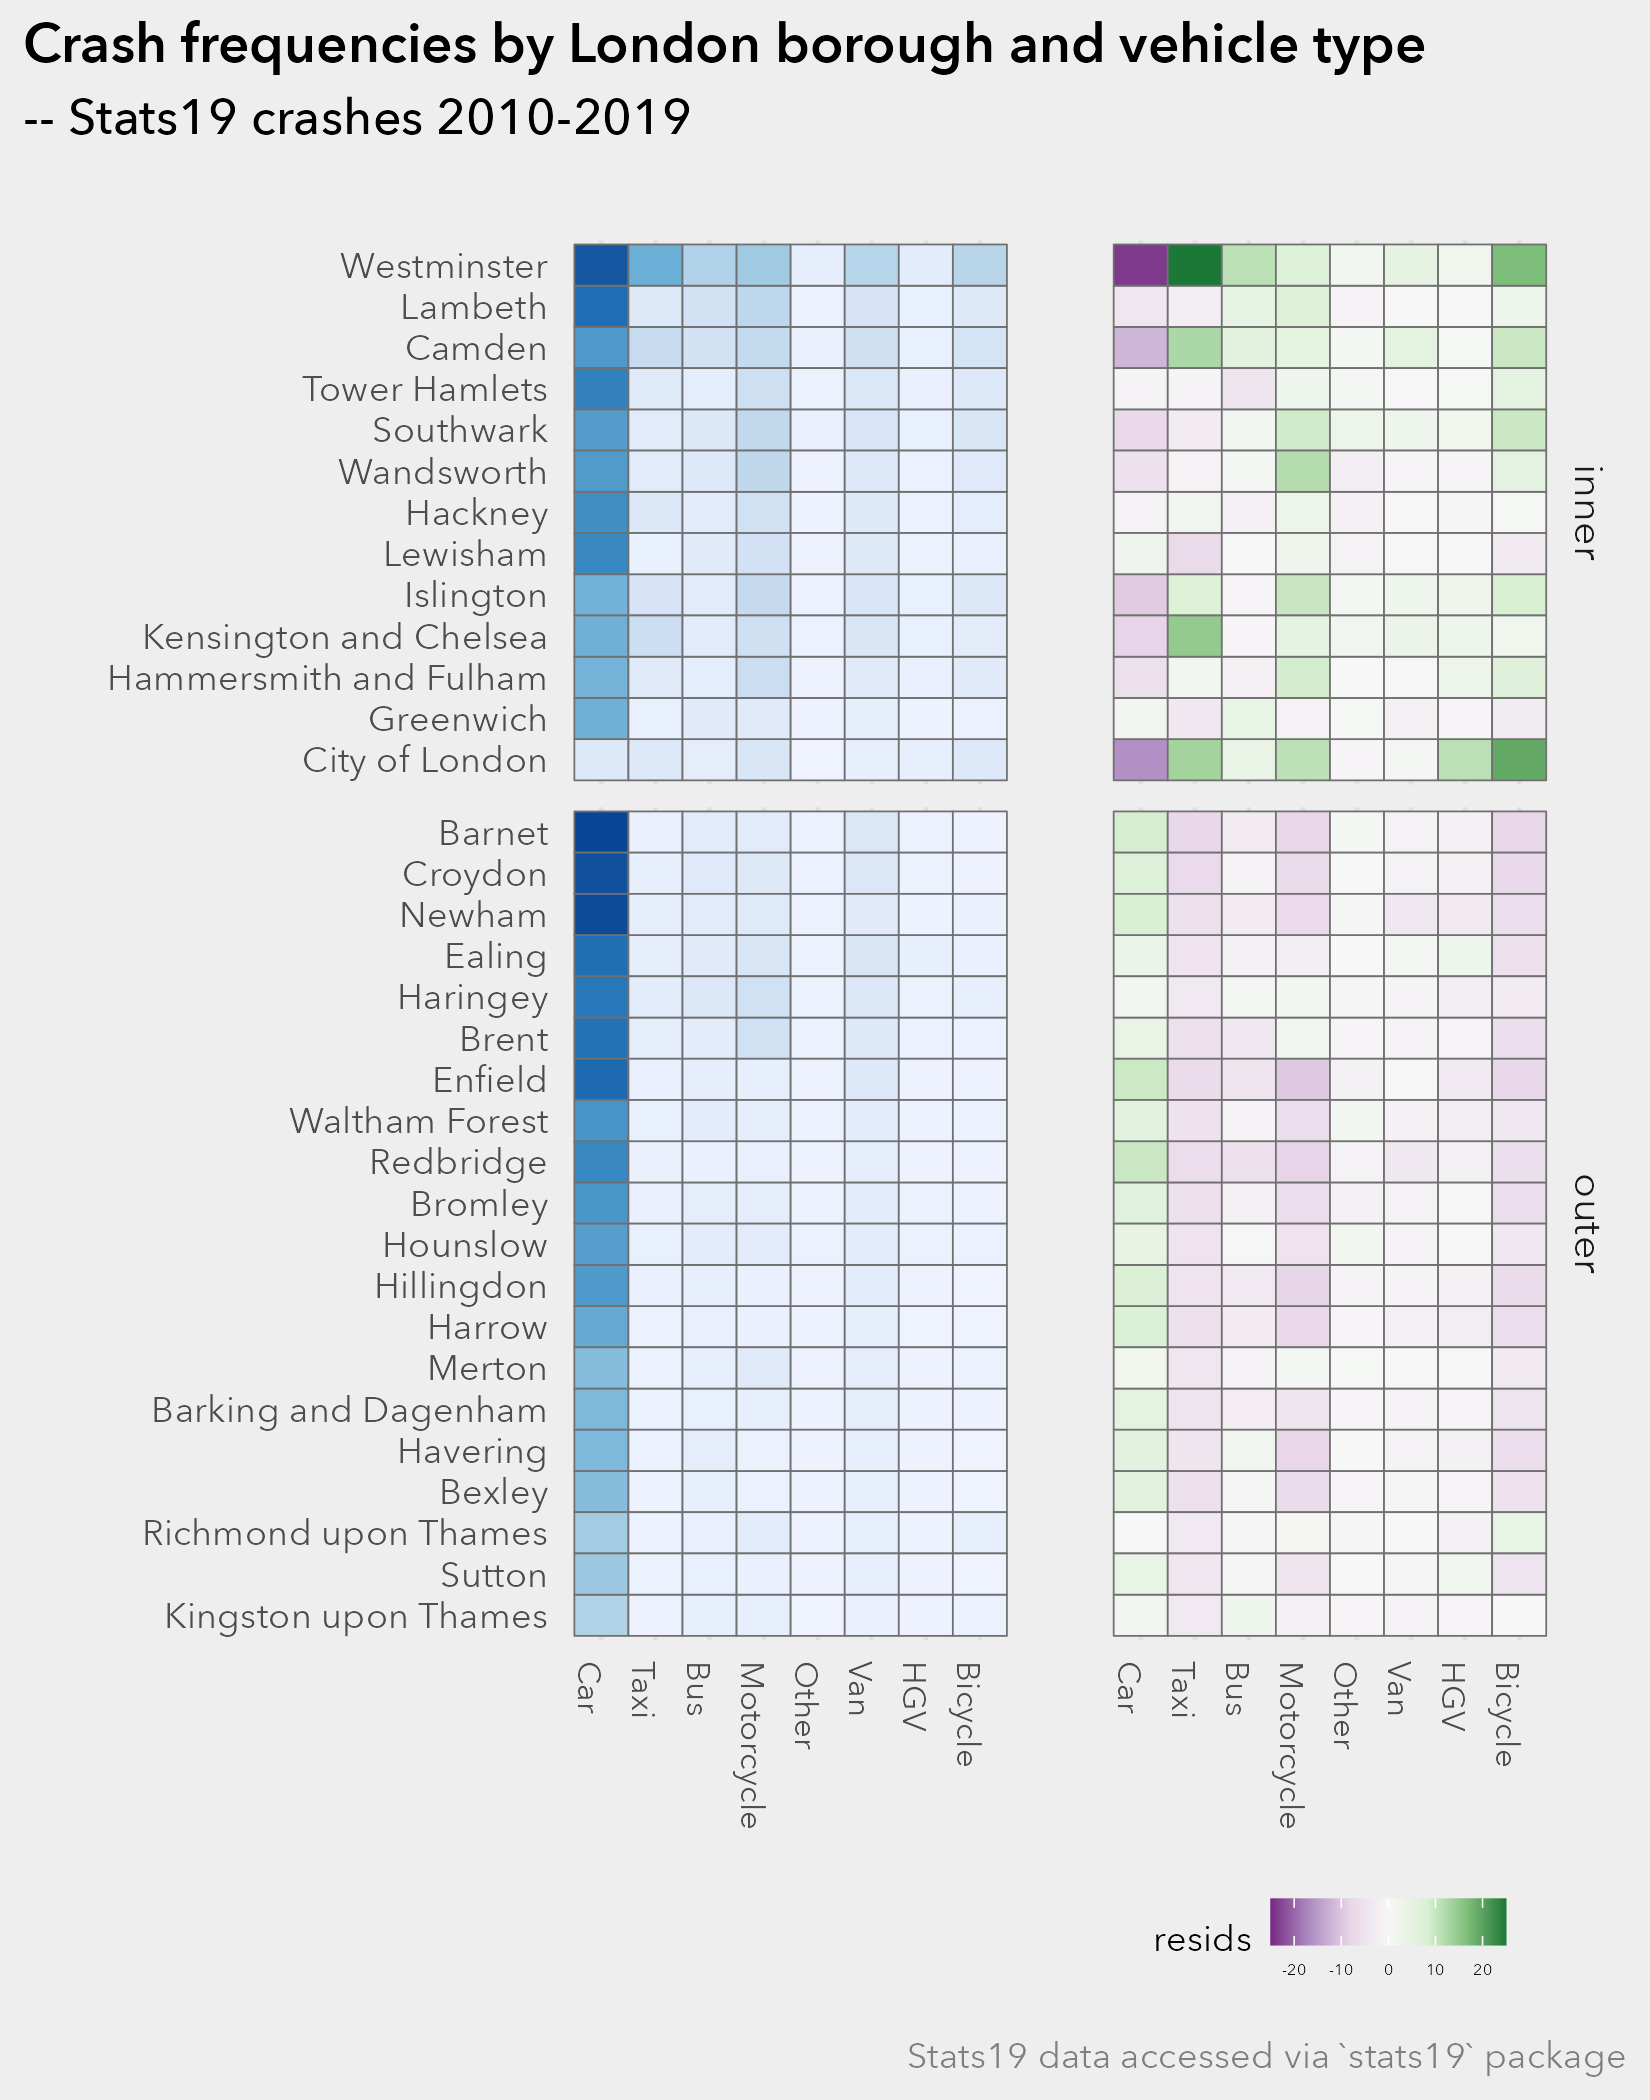 Crash frequencies by London borough and vehicle type
-- Stats19 crashes 2010-2019
Westminster
Lambeth
Camden
Tower Hamlets
Southwark
Wandsworth
Hackney
Lewisham
Islington
Kensington and Chelsea
Hammersmith and Fulham
Greenwich
City of London
inner
Barnet
Croydon
Newham
Ealing
Haringey
Brent
Enfield
Waltham Forest
Redbridge
Bromley
Hounslow
Hillingdon
Harrow
Merton
Barking and Dagenham
Havering
Bexley
Richmond upon Thames
Sutton
Kingston upon Thames
outer
Car
Taxi
Bus
Motorcycle
Other
Van
HGV
Bicycle
Car
Taxi
Bus
Motorcycle
Other
Van
HGV
Bicycle
resids
-20 -10 0 10 20
Stats19 data accessed via `stats19` package